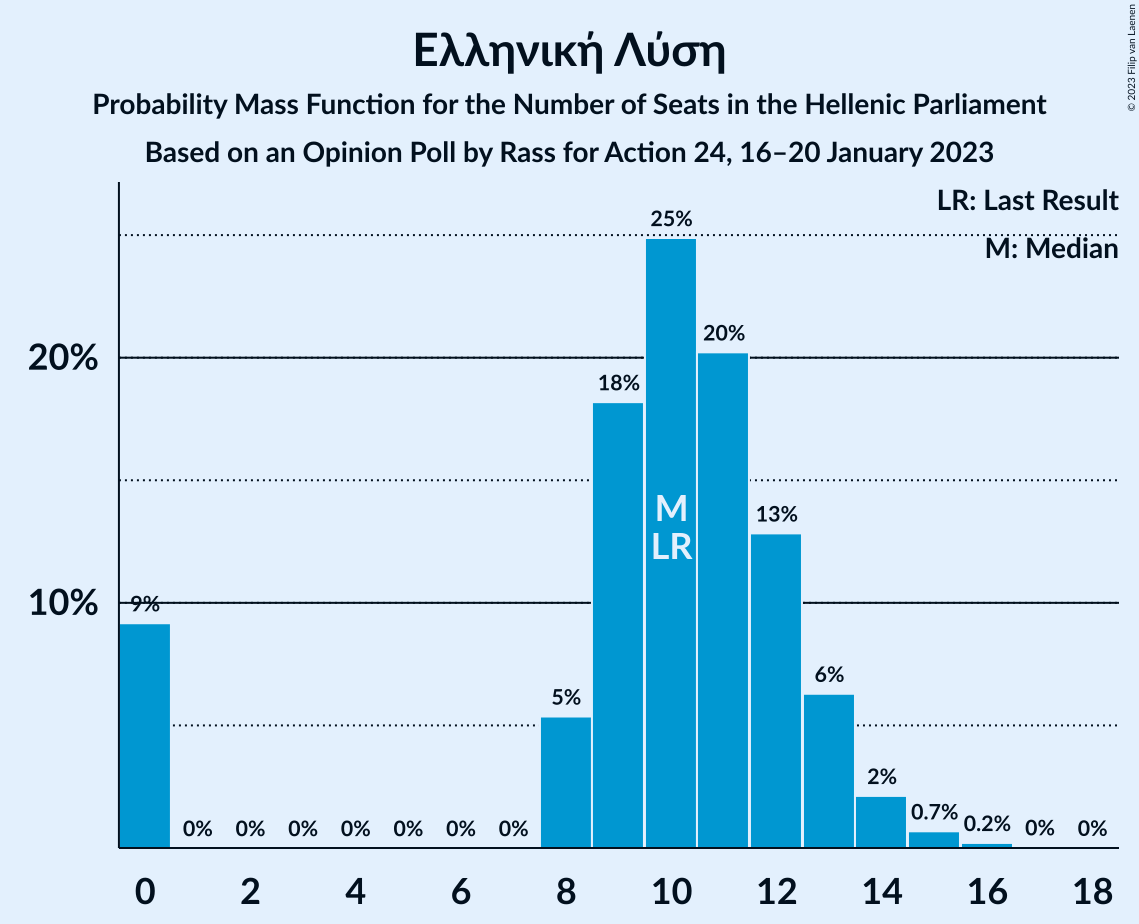 Ελληνική Λύση
Probability Mass Function for the Number of Seats in the Hellenic Parliament
Based on an Opinion Poll by Rass for Action 24, 16–20 January 2023
© 2023 Filip van Laenen
LR: Last Result
M: Median
25%
20%
20%
18%
13%
M
LR
10%
9%
6%
5%
2%
0.7%
0.2%
0% 0% 0% 0% 0% 0% 0% 0% 0%
0 2 4 6 8 10 12 14 16 18